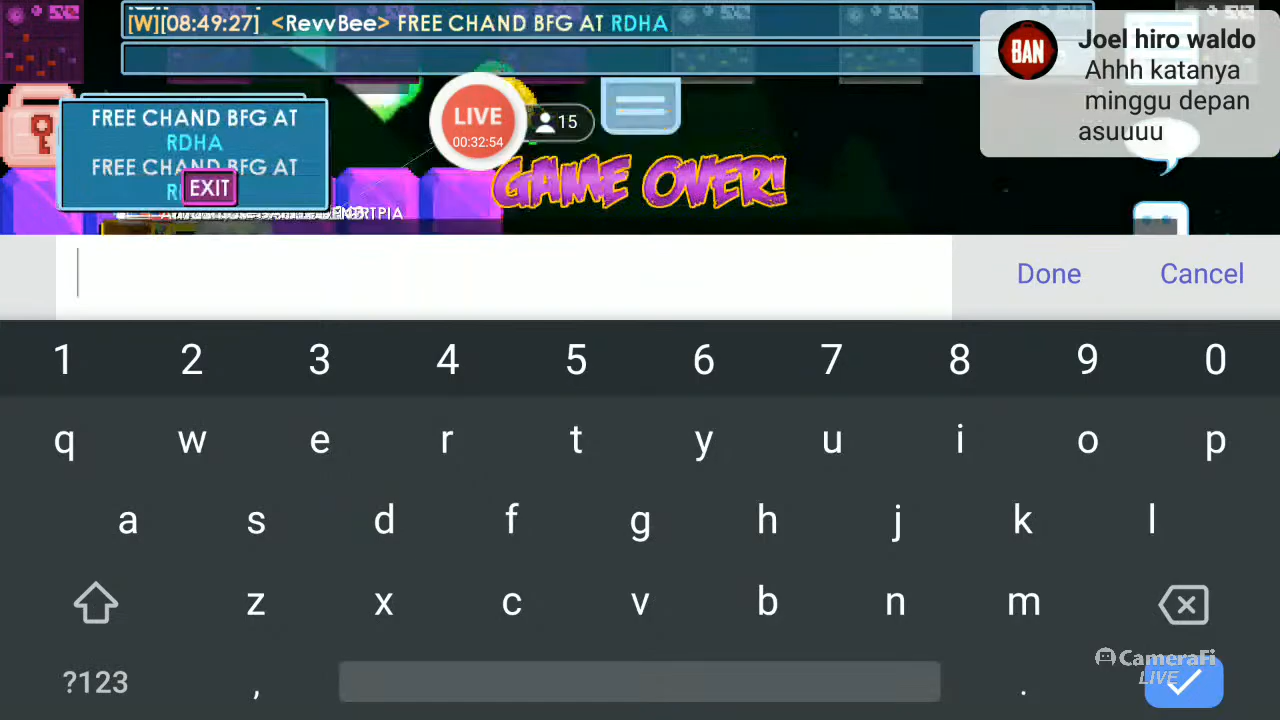 [W][08:49:27] <RevvBee> FREE CHAND BFG AT RDHA
BAN
Joel hiro waldo
Ahhh katanya
minggu depan
asuuuu
FREE CHAND BFG AT
RDHA
FREE CHAND BFG AT
EXIT
LIVE
00:32:54
15
GAME OVER!
Done
Cancel
1 2 3 4 5 6 7 8 9 0
q w e r t y u i o p
a s d f g h j k l
z x c v b n m
?123 , .
CameraFi
LIVE